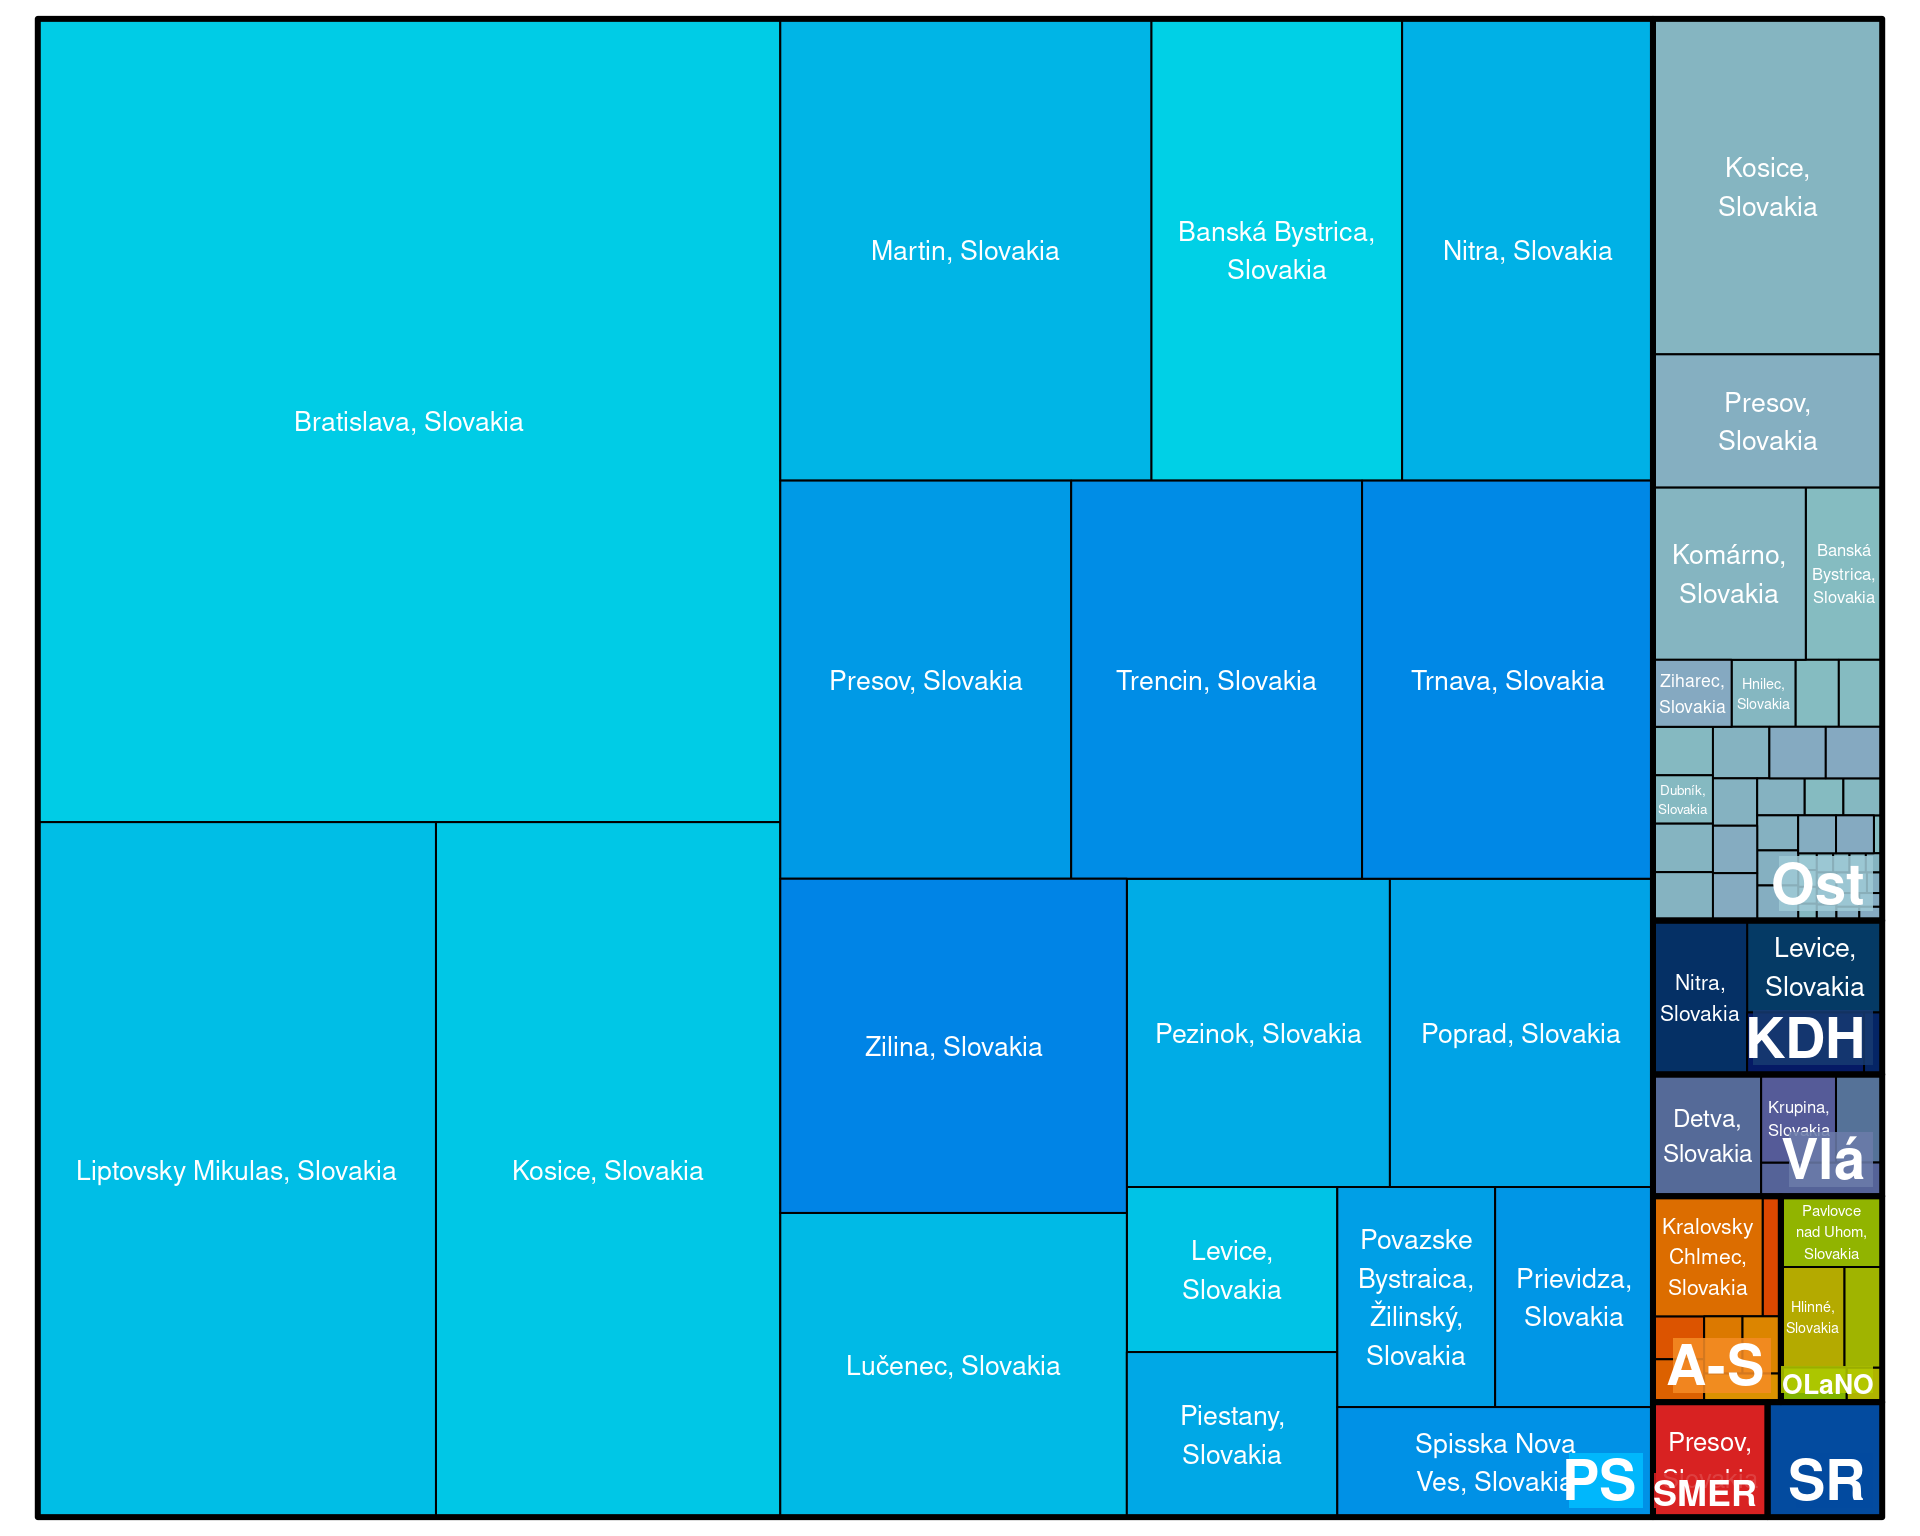 Bratislava, Slovakia
Martin, Slovakia
Banská Bystrica,
Slovakia
Nitra, Slovakia
Presov, Slovakia
Trencin, Slovakia
Trnava, Slovakia
Liptovsky Mikulas, Slovakia
Kosice, Slovakia
Zilina, Slovakia
Pezinok, Slovakia
Poprad, Slovakia
Lučenec, Slovakia
Levice,
Slovakia
Piestany,
Slovakia
Povazske
Bystraica,
Žilinský,
Slovakia
Prievidza,
Slovakia
Spisska Nova
Ves, Slovakia
PS
Kosice,
Slovakia
Presov,
Slovakia
Komárno,
Slovakia
Banská
Bystrica,
Slovakia
Ziharec,
Slovakia
Hnilec,
Slovakia
Dubník,
Slovakia
Ost
Nitra,
Slovakia
Levice,
Slovakia
KDH
Detva,
Slovakia
Krupina,
Slovakia
Vlá
Kralovsky
Chlmec,
Slovakia
A-S
Pavlovce
nad Uhom,
Slovakia
Hlinné,
Slovakia
OLaNO
Presov,
Slovakia
SMER
SR